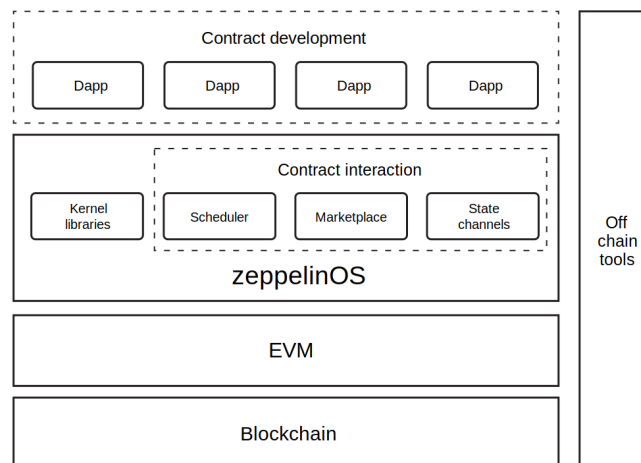 Contract development
Dapp Dapp Dapp Dapp
Contract interaction
Kernel
libraries
Scheduler
Marketplace
State
channels
zeppelinOS
EVM
Blockchain
Off
chain
tools